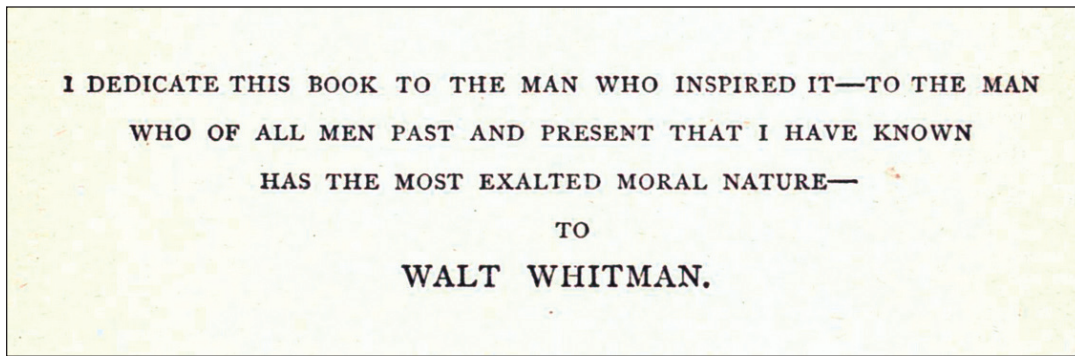 I DEDICATE THIS BOOK TO THE MAN WHO INSPIRED IT—TO THE MAN
WHO OF ALL MEN PAST AND PRESENT THAT I HAVE KNOWN
HAS THE MOST EXALTED MORAL NATURE—
TO
WALT WHITMAN.